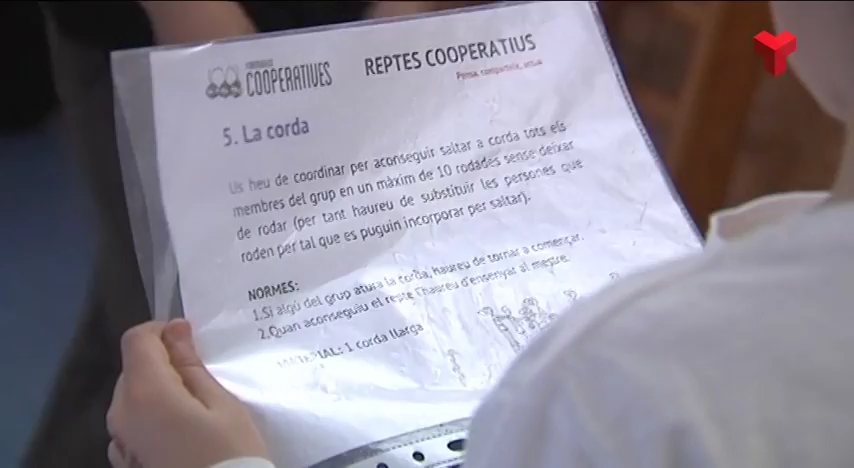 COOPERATIVES
REPTES COOPERATIUS
Pensa, comparteix, actua
5. La corda
Us heu de coordinar per aconseguir saltar a corda tots els
membres del grup en un màxim de 10 rodades sense deixar
de rodar (per tant haureu de substituir les persones que
roden per tal que es puguin incorporar per saltar).
NORMES:
1.Si algú del grup atura la corda, haureu de tornar a començar.
2.Quan aconseguiu el repte l'haureu d'ensenyar al mestre.
MATERIAL: 1 corda llarga